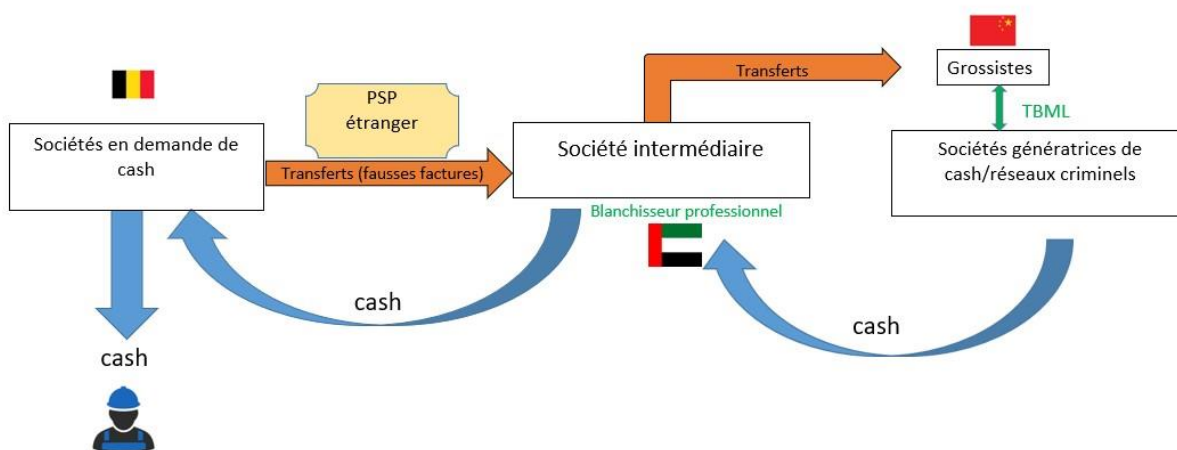 Sociétés en demande de
cash
PSP
étranger
Transferts (fausses factures)
Société intermédiaire
Blanchisseur professionnel
Transferts
Grossistes
TBML
Sociétés génératrices de
cash/réseaux criminels
cash
cash
cash